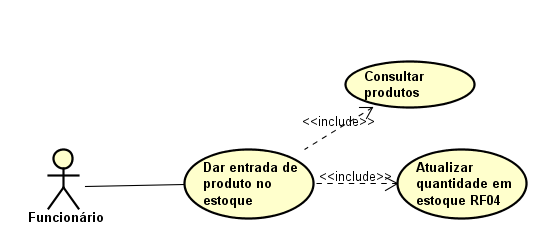 Consultar
produtos
<<include>>
Dar entrada de
produto no
estoque
<<include>>
Atualizar
quantidade em
estoque RF04
Funcionário